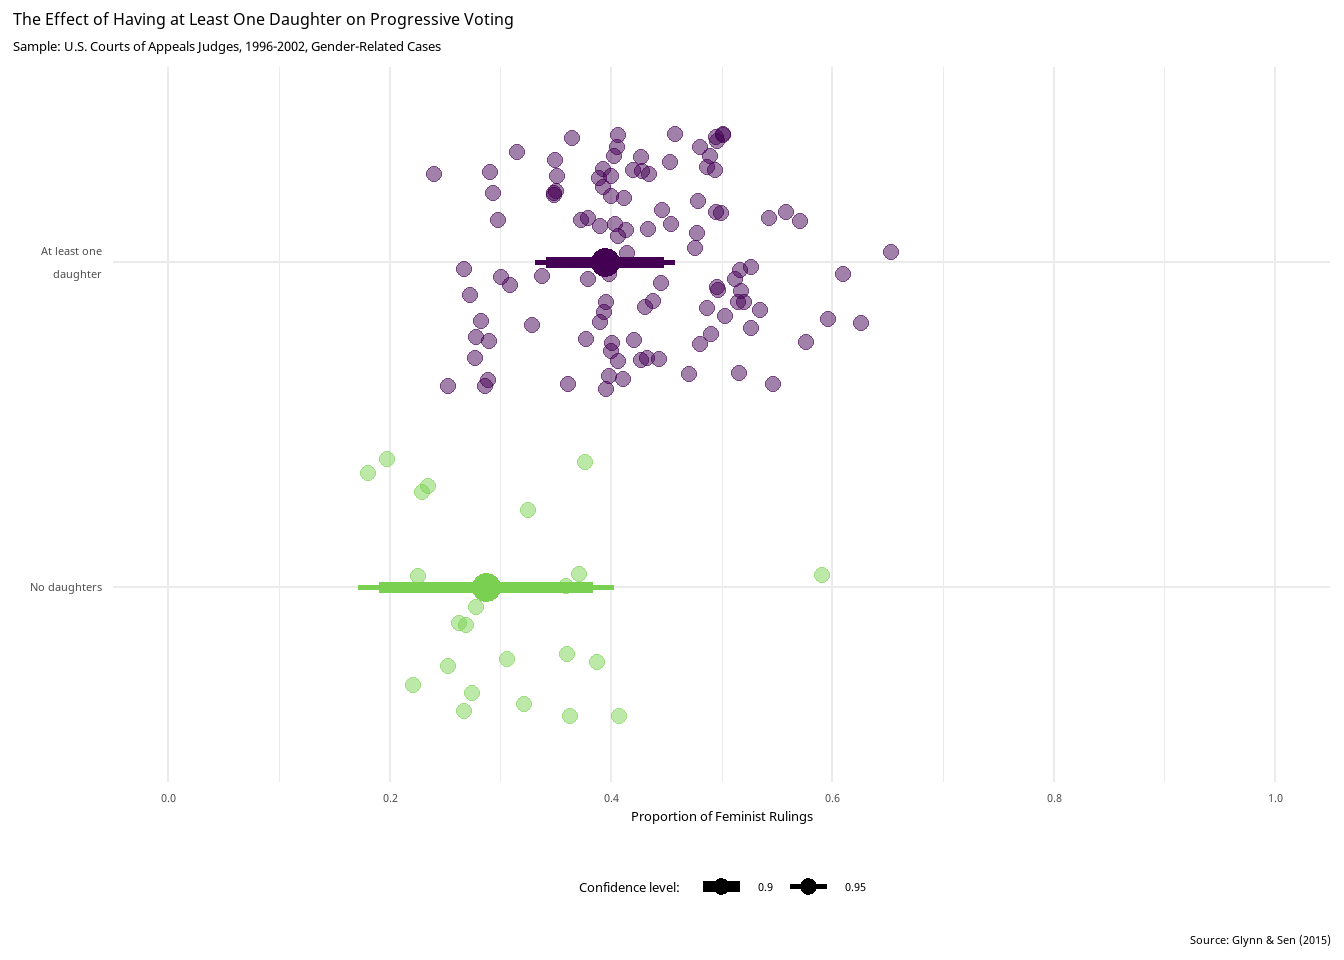 The Effect of Having at Least One Daughter on Progressive Voting
Sample: U.S. Courts of Appeals Judges, 1996-2002, Gender-Related Cases
At least one
daughter
No daughters
0.0 0.2 0.4 0.6 0.8 1.0
Proportion of Feminist Rulings
Confidence level: 0.9 0.95
Source: Glynn & Sen (2015)